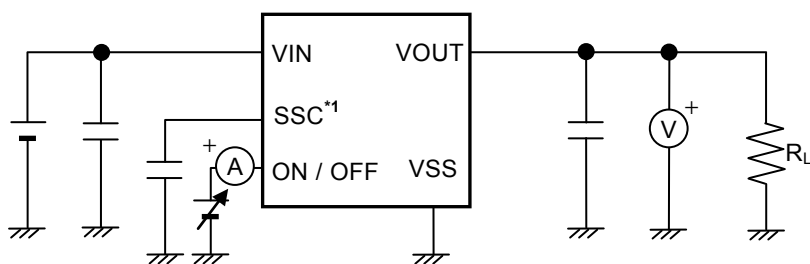 VIN VOUT
SSC*1
+ A ON / OFF VSS
+ V
RL